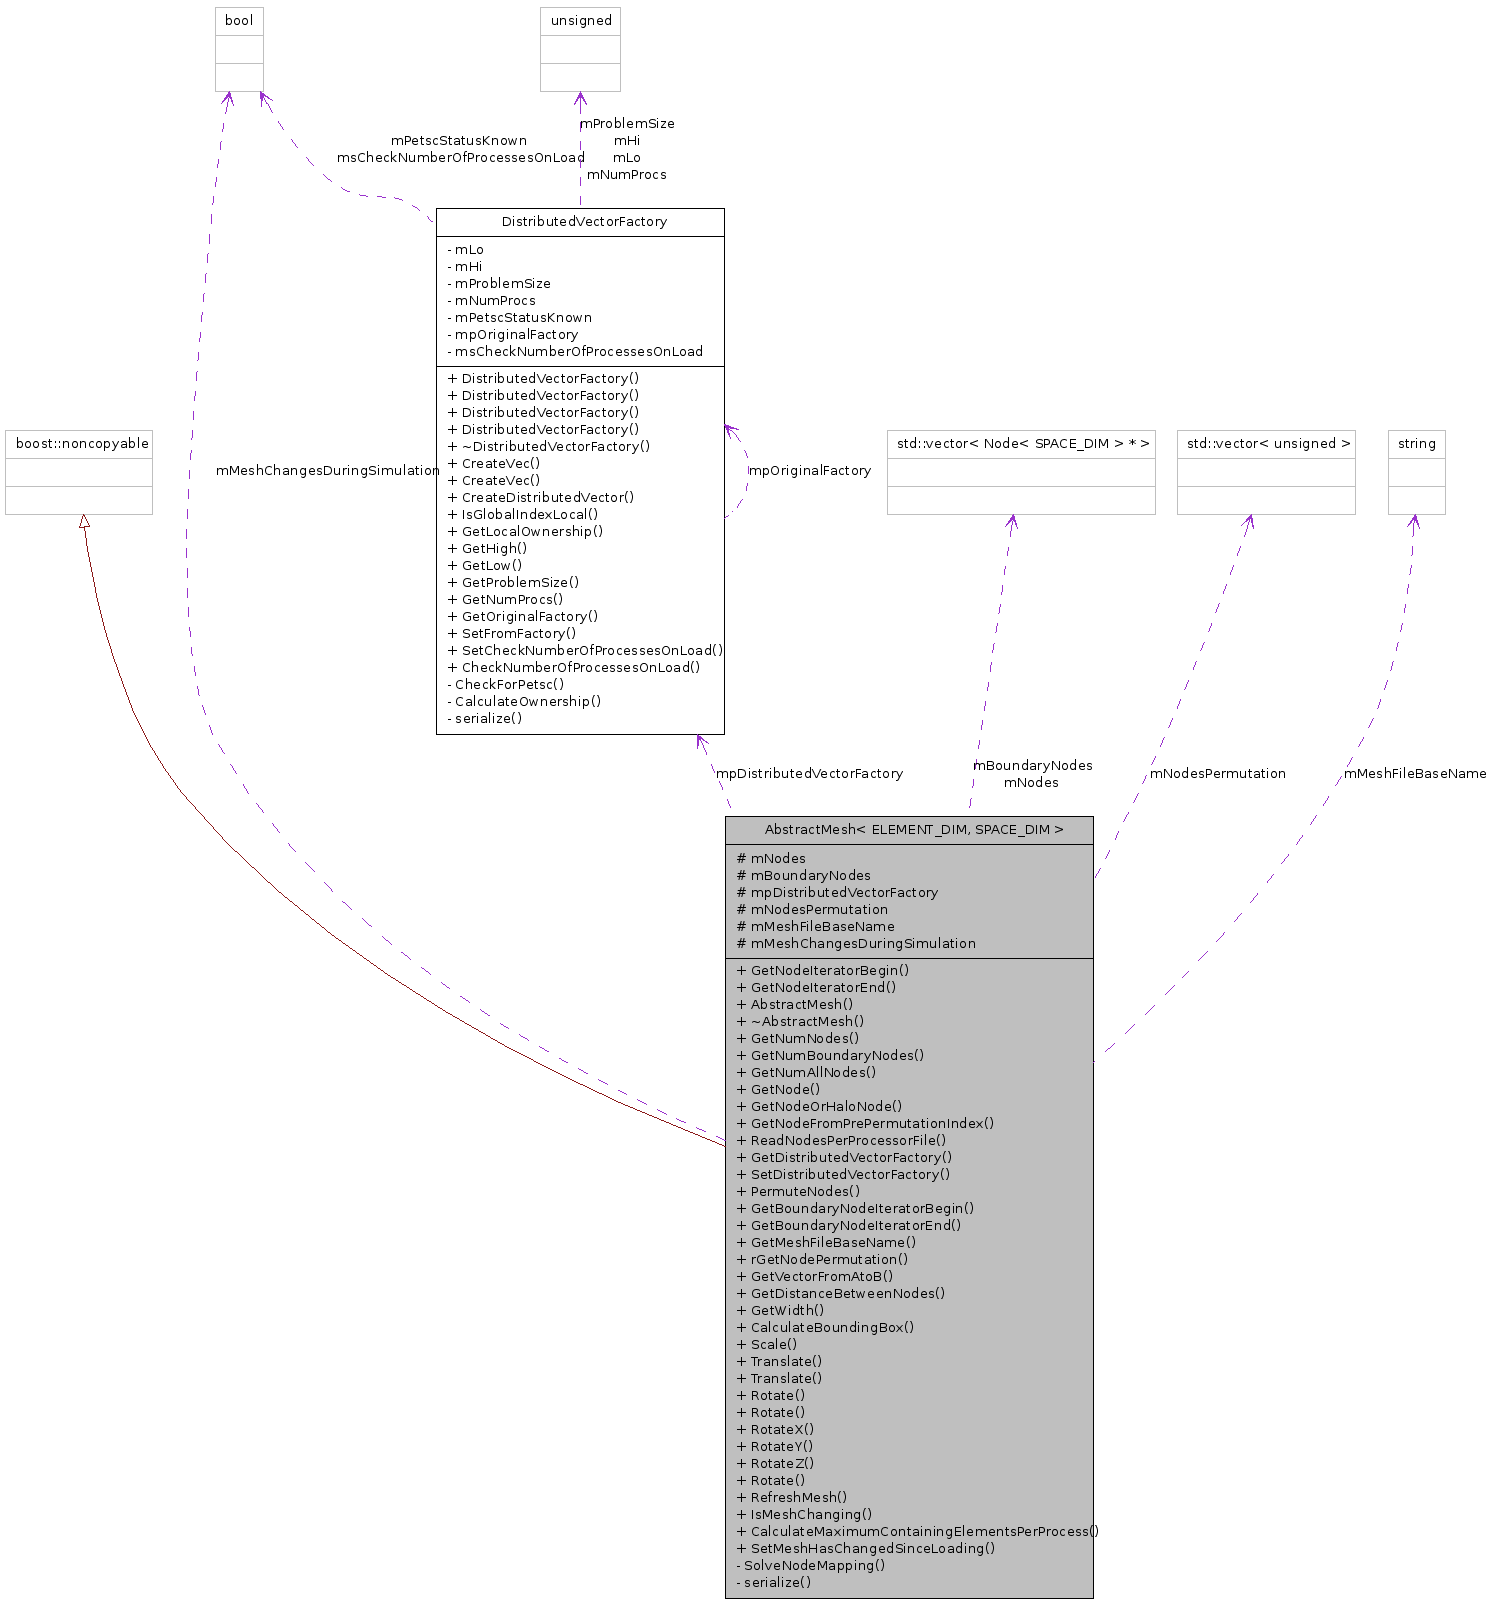 bool
unsigned
mProblemSize
mHi
mLo
mNumProcs
mPetscStatusKnown
msCheckNumberOfProcessesOnLoad
DistributedVectorFactory
- mLo
- mHi
- mProblemSize
- mNumProcs
- mPetscStatusKnown
- mpOriginalFactory
- msCheckNumberOfProcessesOnLoad
+ DistributedVectorFactory()
+ DistributedVectorFactory()
+ DistributedVectorFactory()
+ DistributedVectorFactory()
+ ~DistributedVectorFactory()
+ CreateVec()
+ CreateVec()
+ CreateDistributedVector()
+ IsGlobalIndexLocal()
+ GetLocalOwnership()
+ GetHigh()
+ GetLow()
+ GetProblemSize()
+ GetNumProcs()
+ GetOriginalFactory()
+ SetFromFactory()
+ SetCheckNumberOfProcessesOnLoad()
+ CheckNumberOfProcessesOnLoad()
- CheckForPetsc()
- CalculateOwnership()
- serialize()
boost::noncopyable
mMeshChangesDuringSimulation
mpOriginalFactory
std::vector< Node< SPACE_DIM > * >
std::vector< unsigned >
string
mpDistributedVectorFactory
mBoundaryNodes
mNodes
mNodesPermutation
mMeshFileBaseName
AbstractMesh< ELEMENT_DIM, SPACE_DIM >
# mNodes
# mBoundaryNodes
# mpDistributedVectorFactory
# mNodesPermutation
# mMeshFileBaseName
# mMeshChangesDuringSimulation
+ GetNodeIteratorBegin()
+ GetNodeIteratorEnd()
+ AbstractMesh()
+ ~AbstractMesh()
+ GetNumNodes()
+ GetNumBoundaryNodes()
+ GetNumAllNodes()
+ GetNode()
+ GetNodeOrHaloNode()
+ GetNodeFromPrePermutationIndex()
+ ReadNodesPerProcessorFile()
+ GetDistributedVectorFactory()
+ SetDistributedVectorFactory()
+ PermuteNodes()
+ GetBoundaryNodeIteratorBegin()
+ GetBoundaryNodeIteratorEnd()
+ GetMeshFileBaseName()
+ rGetNodePermutation()
+ GetVectorFromAtoB()
+ GetDistanceBetweenNodes()
+ GetWidth()
+ CalculateBoundingBox()
+ Scale()
+ Translate()
+ Translate()
+ Rotate()
+ Rotate()
+ RotateX()
+ RotateY()
+ RotateZ()
+ Rotate()
+ RefreshMesh()
+ IsMeshChanging()
+ CalculateMaximumContainingElementsPerProcess()
+ SetMeshHasChangedSinceLoading()
- SolveNodeMapping()
- serialize()